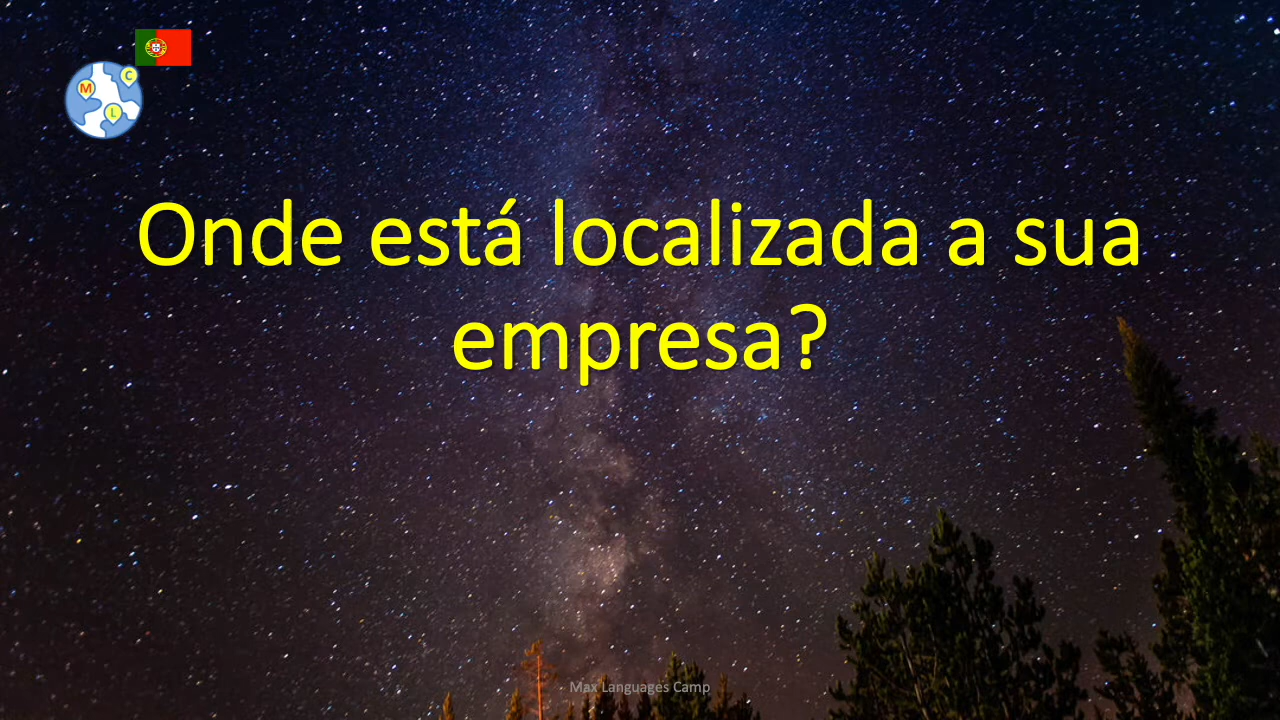 C
M
L
Onde está localizada a sua
empresa?
Max Languages Camp